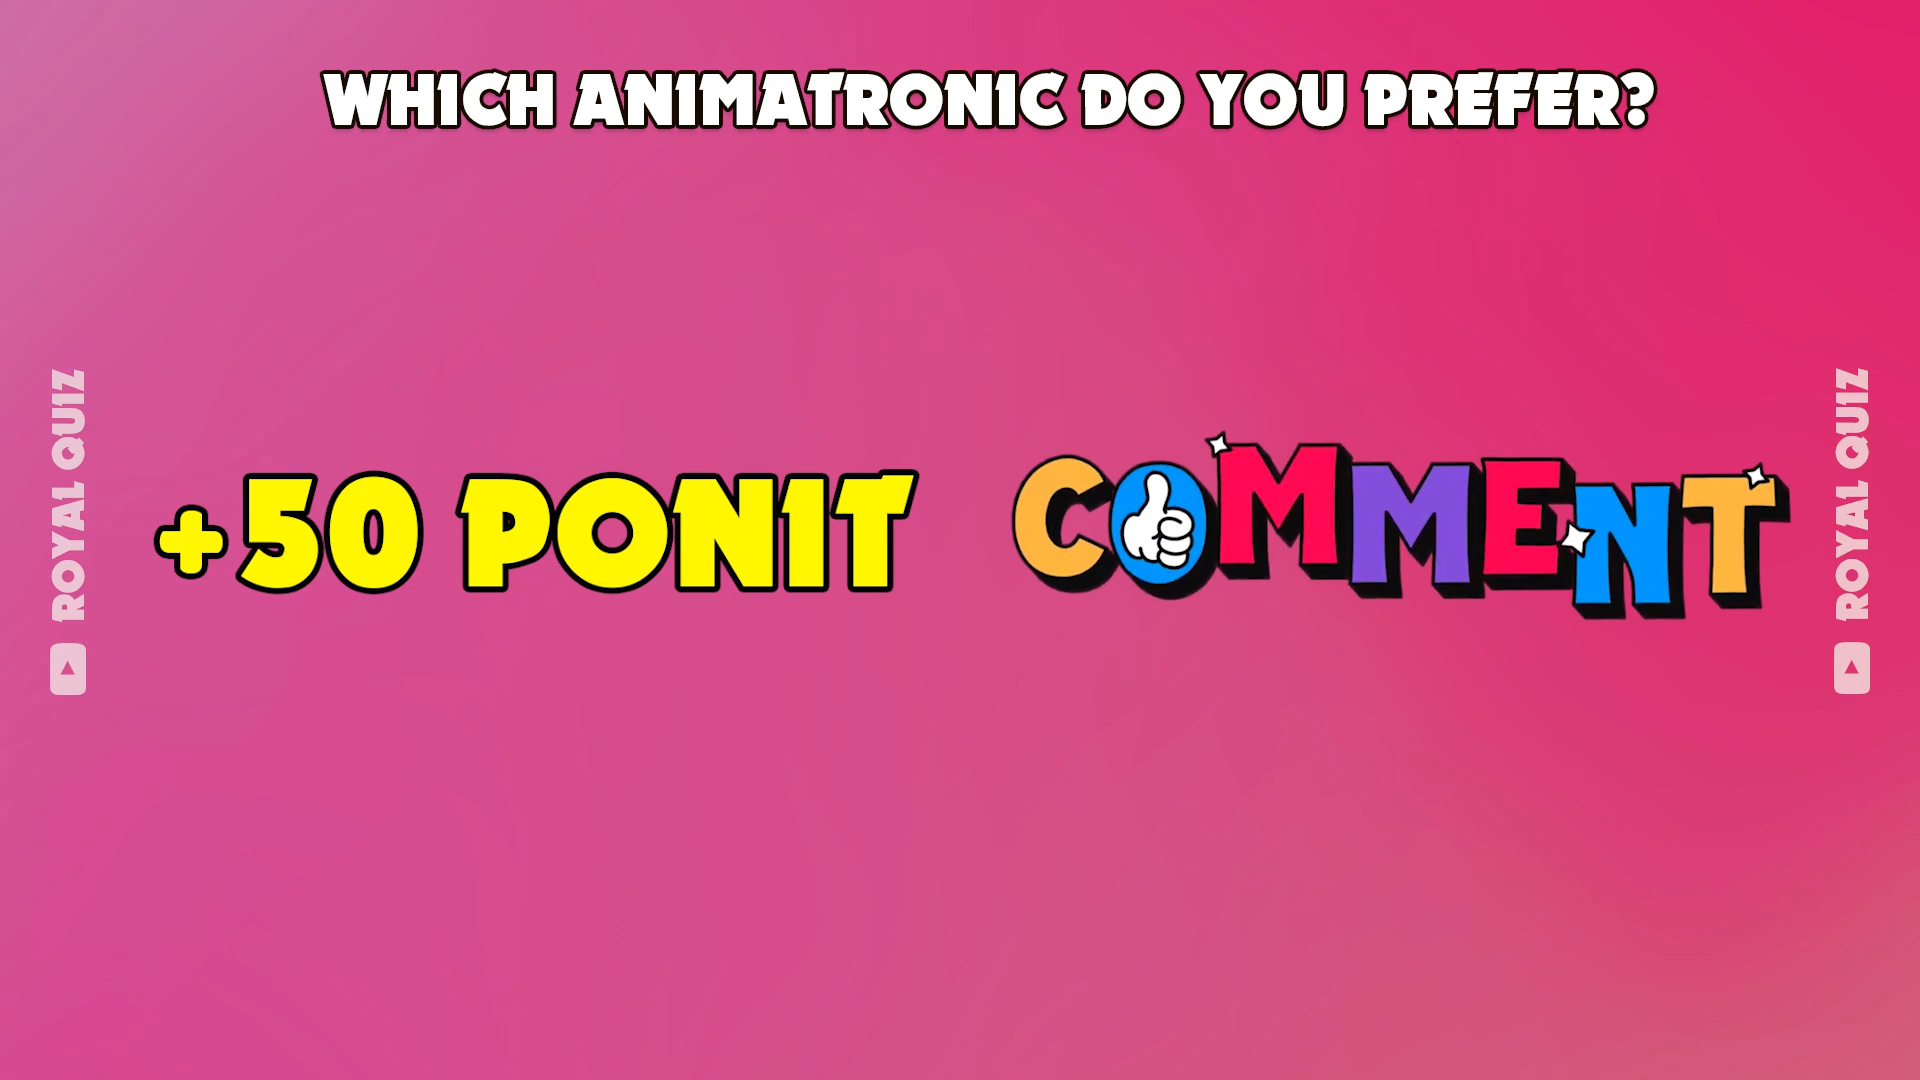 WHICH ANIMATRONIC DO YOU PREFER?
ROYAL QUIZ
+50 PONIT
COMMENT
ROYAL QUIZ